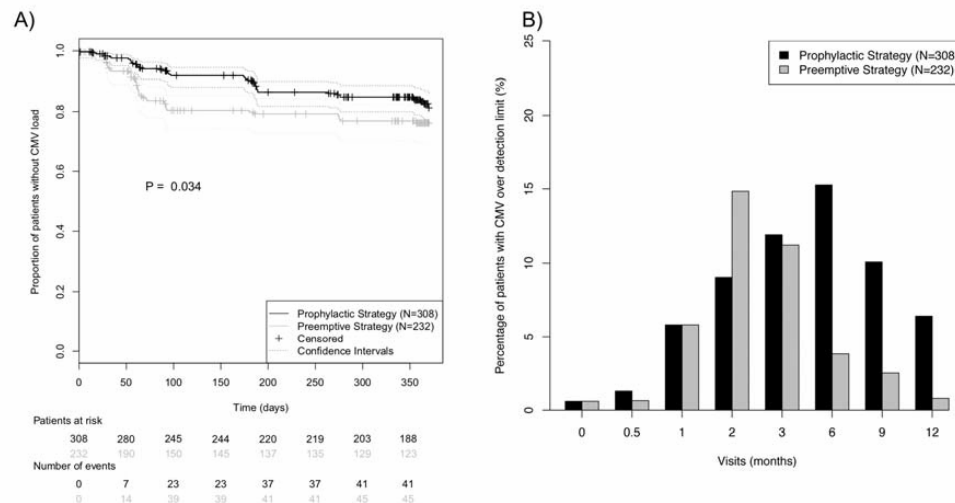 A)
Proportion of patients without CMV load
1.0
0.8
0.6
0.4
0.2
0.0
P = 0.034
Prophylactic Strategy (N=308)
Preemptive Strategy (N=232)
Censored
Confidence Intervals
0 50 100 150 200 250 300 350
Time (days)
Patients at risk
308 280 245 244 220 219 203 188
232 190 150 145 137 135 129 123
Number of events
0 7 23 23 37 37 41 41
0 14 39 39 41 41 45 45
B)
Percentage of patients with CMV over detection limit (%)
25
20
15
10
5
0
Prophylactic Strategy (N=308)
Preemptive Strategy (N=232)
0 0.5 1 2 3 6 9 12
Visits (months)